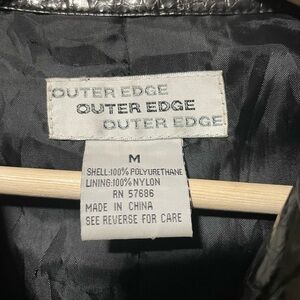 OUTER EDGE
OUTER EDGE
OUTER EDGE
M
SHELL:100% POLYURETHANE
LINING:100% NYLON
RN 57686
MADE IN CHINA
SEE REVERSE FOR CARE